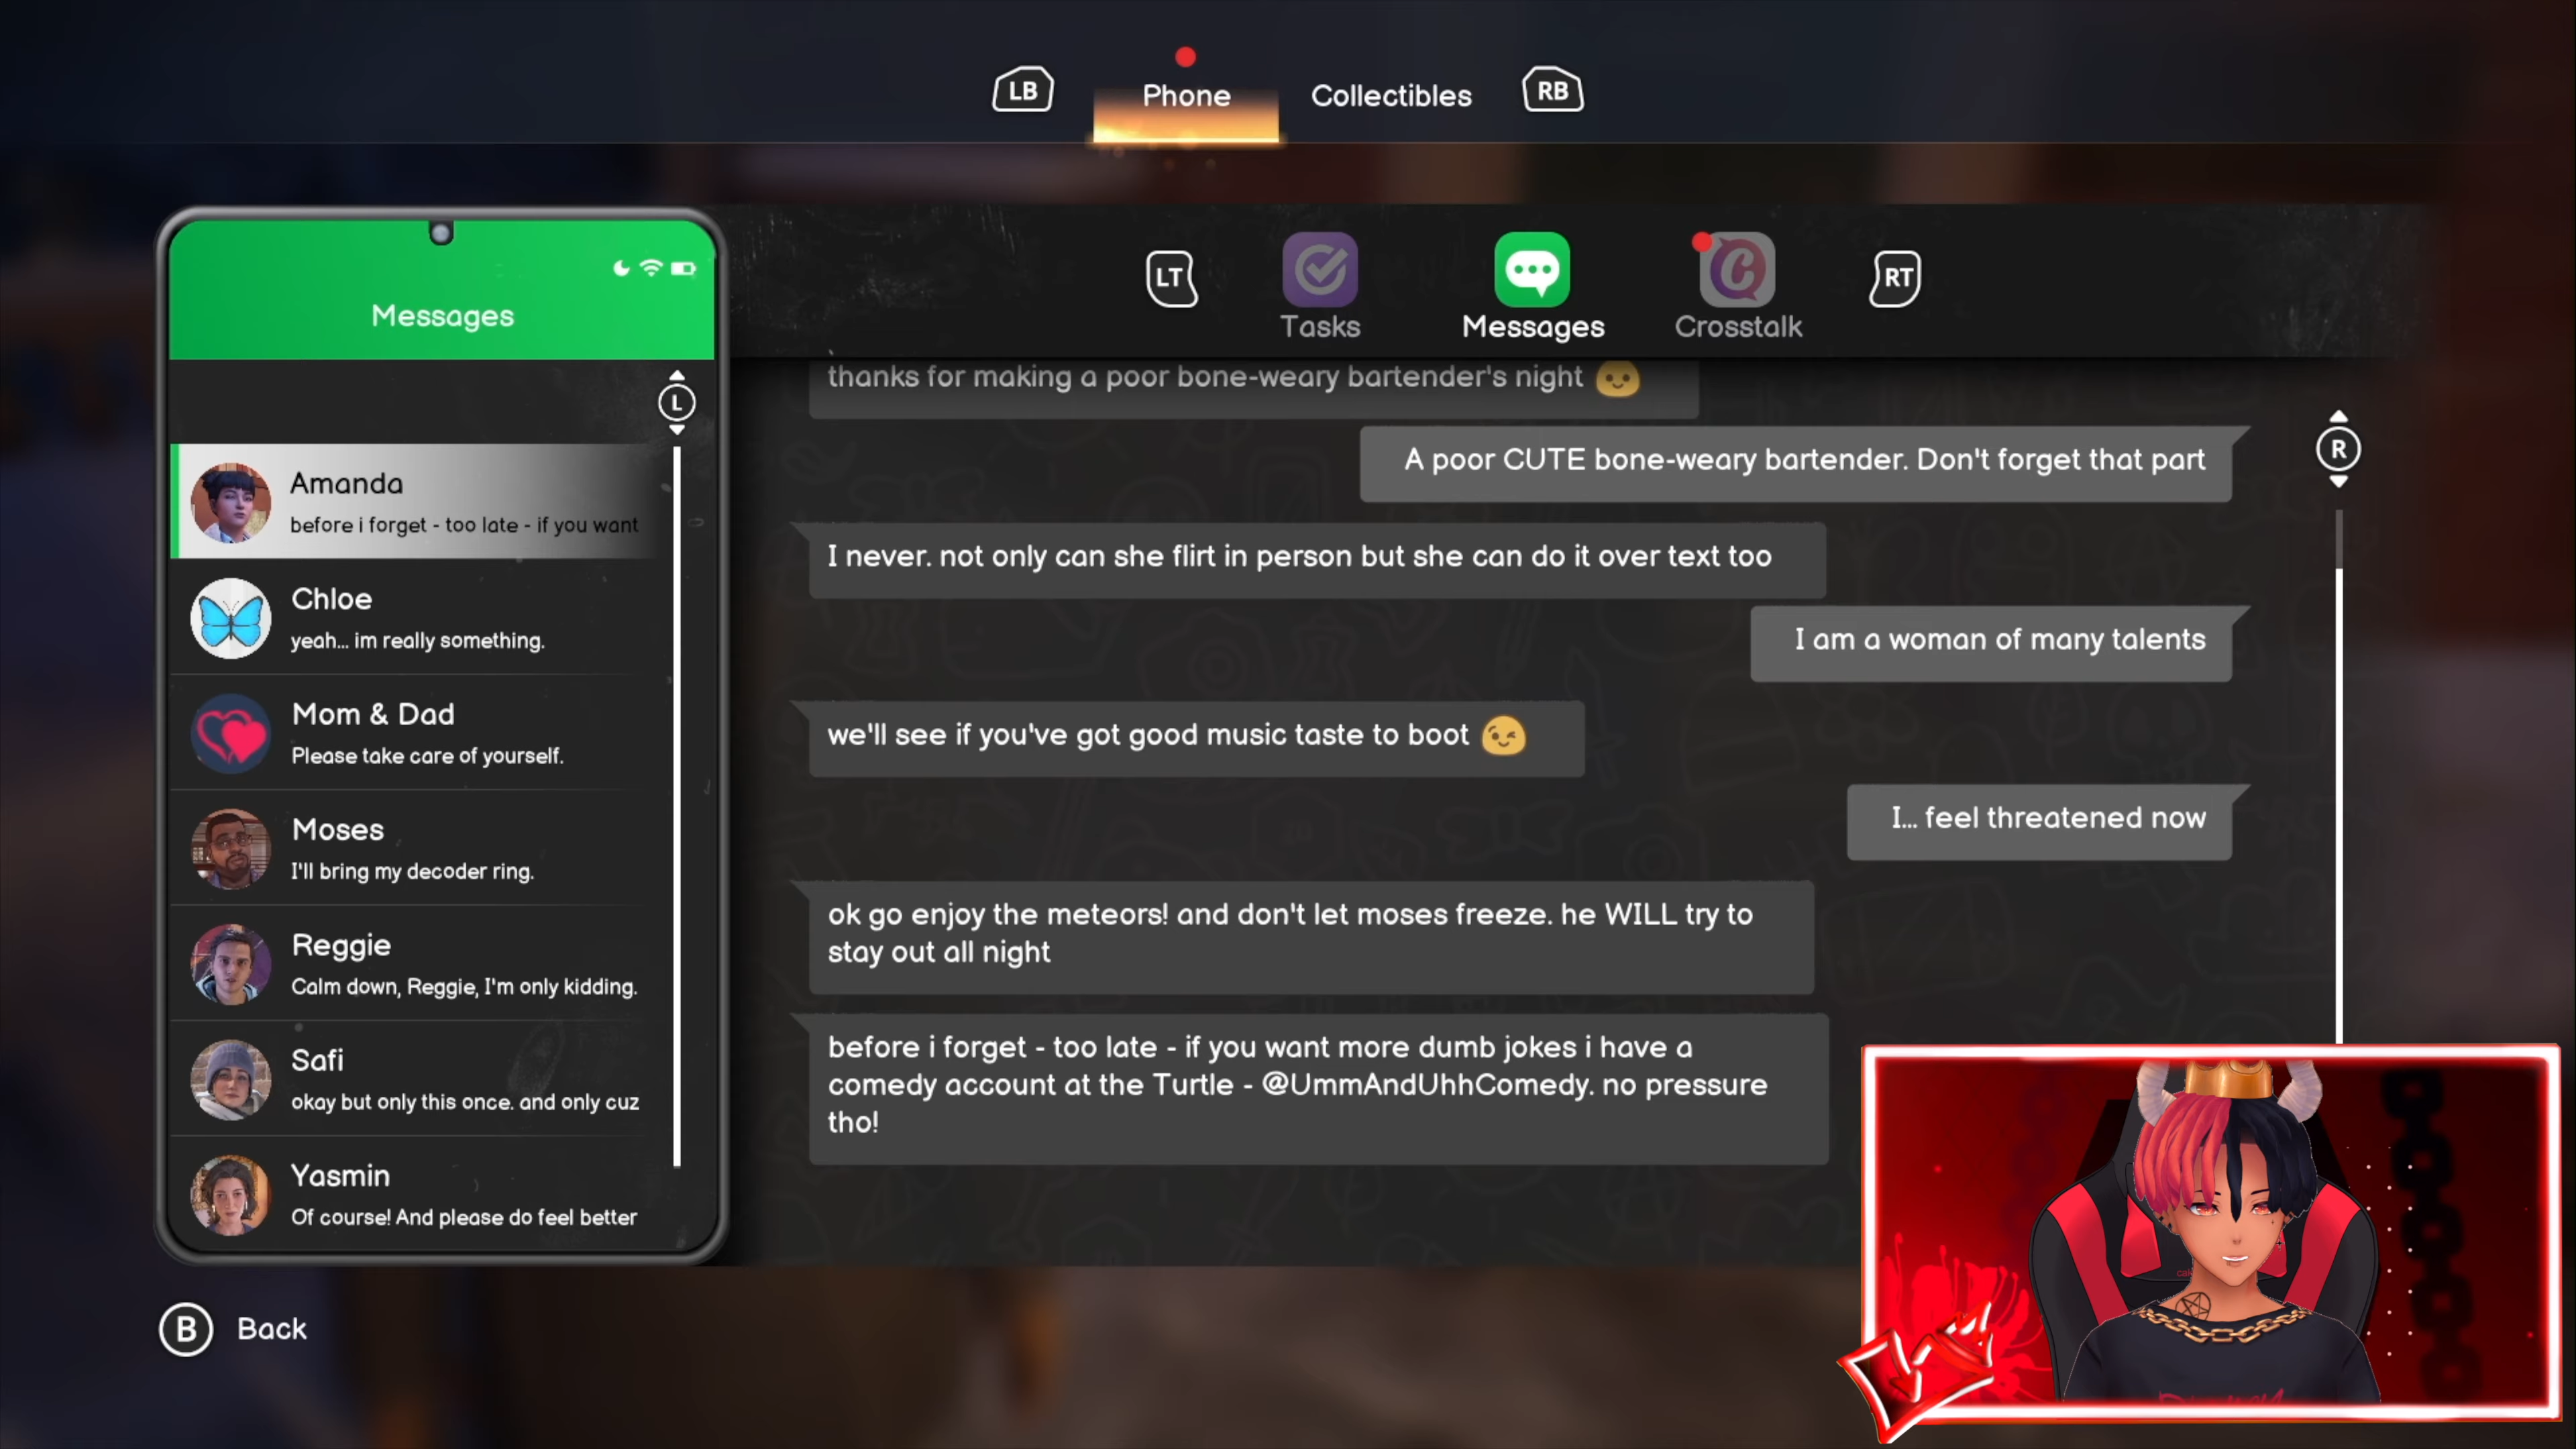 LB
Phone
Collectibles
RB
Messages
LT
Tasks
Messages
Crosstalk
RT
L
Amanda
before i forget - too late - if you want
Chloe
yeah... im really something.
Mom & Dad
Please take care of yourself.
Moses
I'll bring my decoder ring.
Reggie
Calm down, Reggie, I'm only kidding.
Safi
okay but only this once. and only cuz
Yasmin
Of course! And please do feel better
thanks for making a poor bone-weary bartender's night
A poor CUTE bone-weary bartender. Don't forget that part
R
I never. not only can she flirt in person but she can do it over text too
I am a woman of many talents
we'll see if you've got good music taste to boot
I... feel threatened now
ok go enjoy the meteors! and don't let moses freeze. he WILL try to
stay out all night
before i forget - too late - if you want more dumb jokes i have a
comedy account at the Turtle - @UmmAndUhhComedy. no pressure
tho!
B
Back